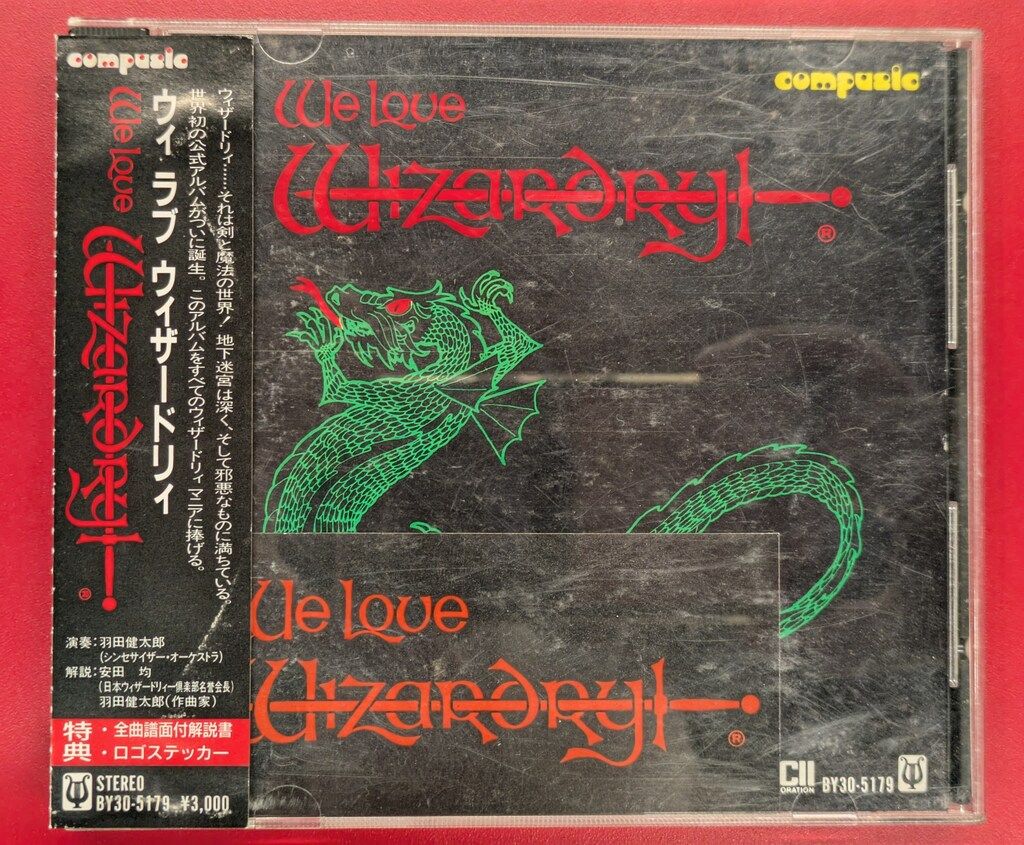 compusic
We Love Wizardry®
ウィ ラブ ウィザードリィ
ウィザードリィ……それは剣と魔法の世界! 地下迷宮は深く、そして邪悪なものに満ちている。
世界初の公式アルバムがついに誕生。このアルバムをすべてのウィザードリィ マニアに捧げる。
演奏:羽田健太郎
(シンセサイザー・オーケストラ)
解説:安田 均
(日本ウィザードリィー倶楽部名誉会長)
羽田健太郎(作曲家)
特典
・全曲譜面付解説書
・ロゴステッカー
STEREO
BY30-5179 ¥3,000
compusic
We Love
Wizardry®
We Love
Wizardry®
CII
ORATION
BY30-5179